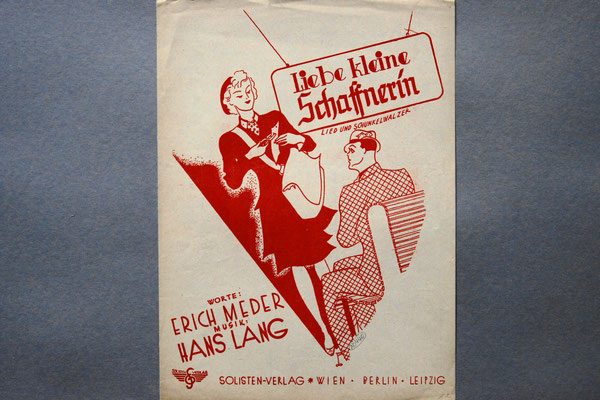 Liebe kleine
Schaffnerin
LIED UND SCHUNKELWALZER
WORTE:
ERICH MEDER
MUSIK:
HANS LANG
SOLISTEN-VERLAG * WIEN · BERLIN · LEIPZIG